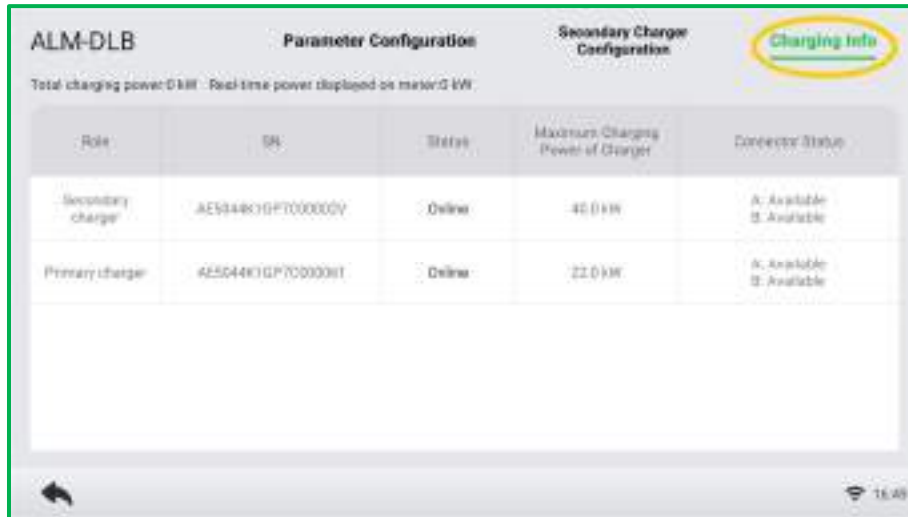 ALM-DLB
Parameter Configuration
Secondary Charger
Configuration
Charging Info
Total charging power:0 kW Real-time power displayed on meter:0 kW
Role
SN
Status
Maximum Charging
Power of Charger
Connector Status
Secondary
charger
Online
40.0 kW
A: Available
B: Available
Primary charger
Online
22.0 kW
A: Available
B: Available
16:45